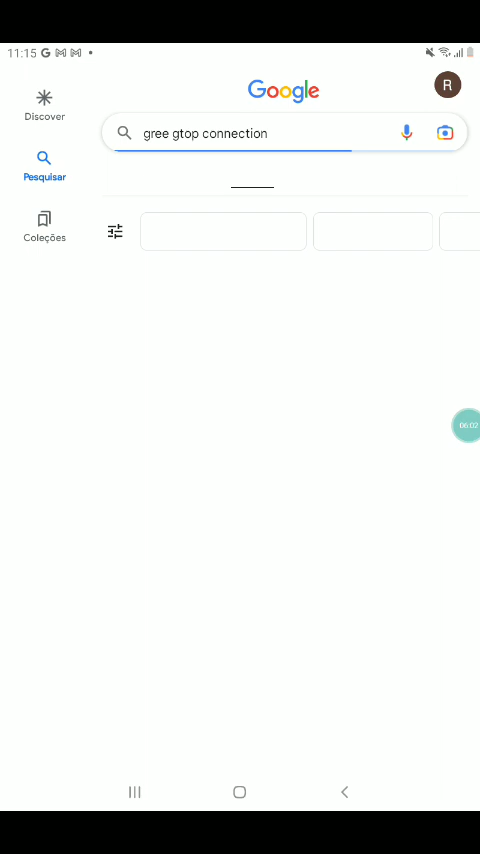 11:15
Google
R
Discover
gree gtop connection
Pesquisar
Coleções
06:02